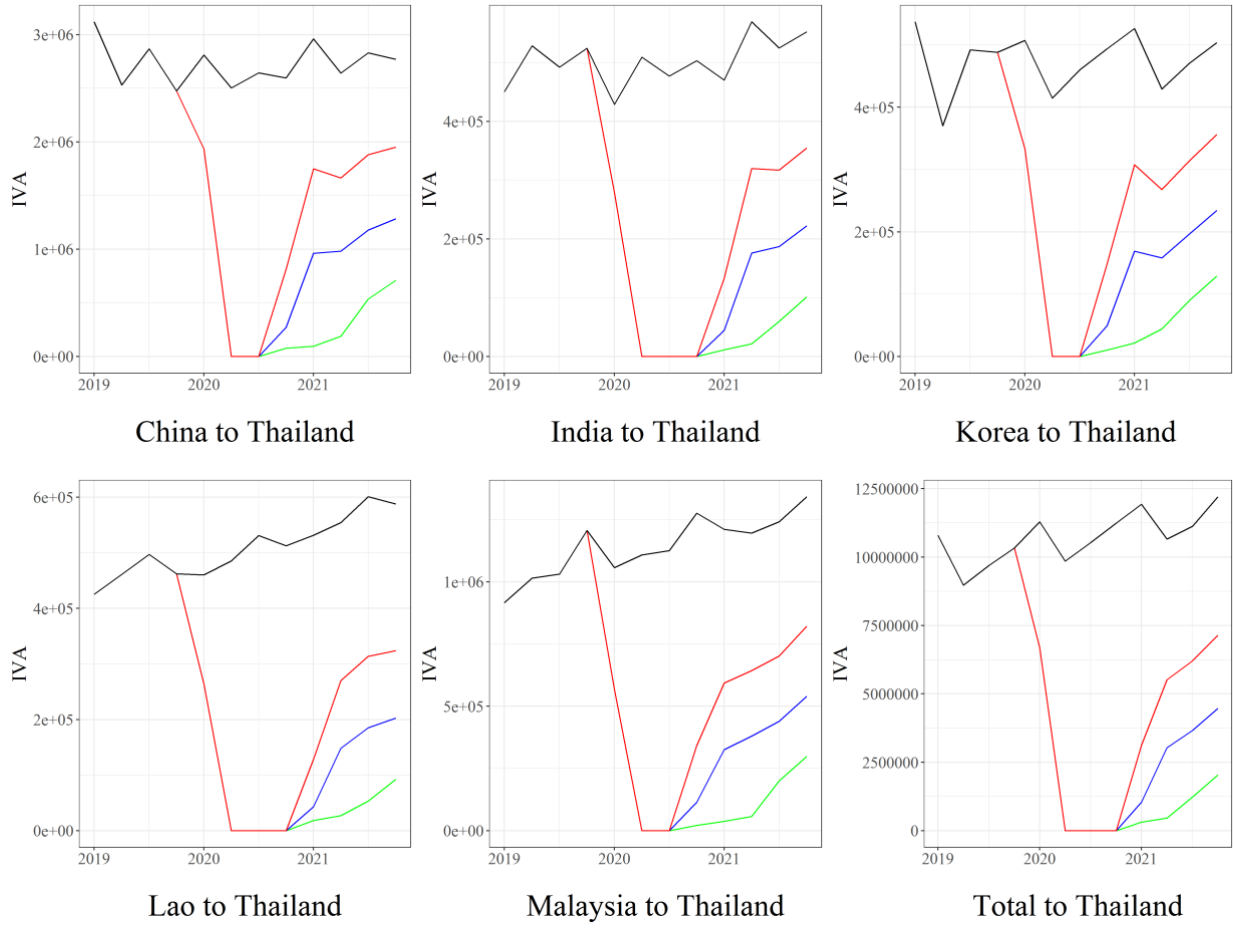 3e+06
2e+06
1e+06
0e+00
IVA
2019 2020 2021
China to Thailand
4e+05
2e+05
0e+00
IVA
2019 2020 2021
India to Thailand
4e+05
2e+05
0e+00
IVA
2019 2020 2021
Korea to Thailand
6e+05
4e+05
2e+05
0e+00
IVA
2019 2020 2021
Lao to Thailand
1e+06
5e+05
0e+00
IVA
2019 2020 2021
Malaysia to Thailand
12500000
10000000
7500000
5000000
2500000
0
IVA
2019 2020 2021
Total to Thailand